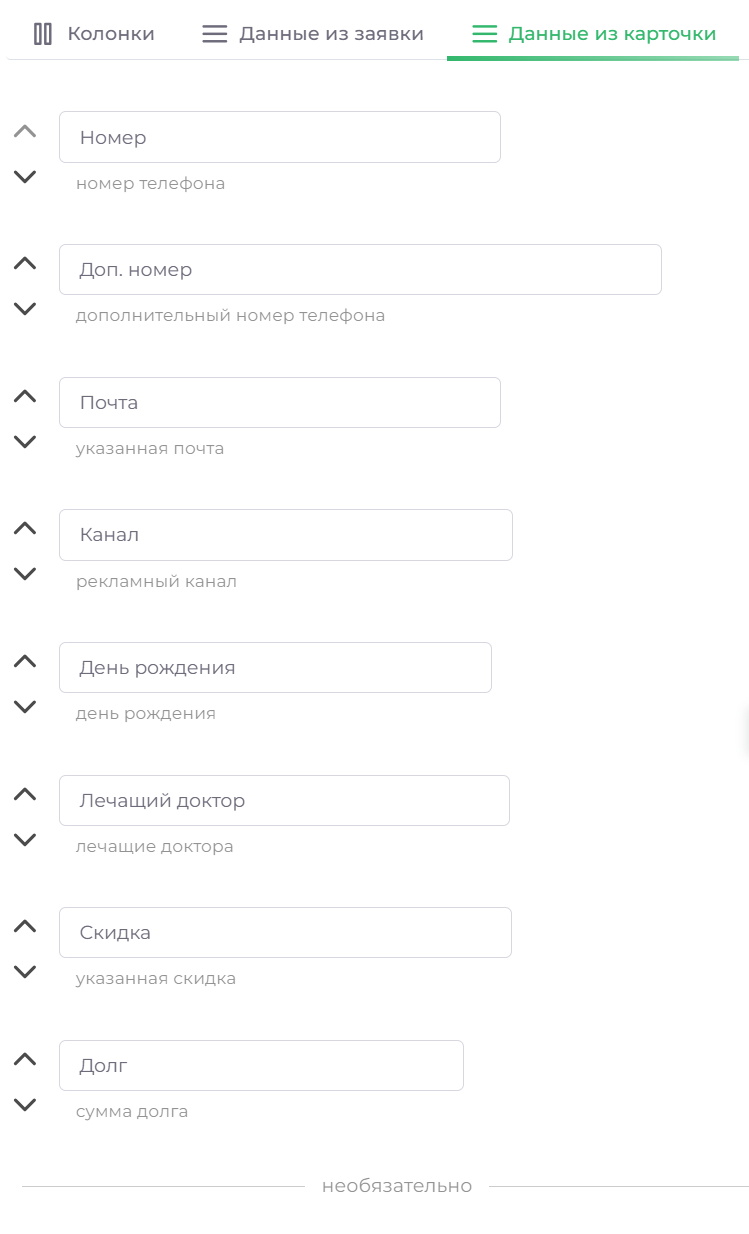 Колонки Данные из заявки Данные из карточки
Номер
номер телефона
Доп. номер
дополнительный номер телефона
Почта
указанная почта
Канал
рекламный канал
День рождения
день рождения
Лечащий доктор
лечащие доктора
Скидка
указанная скидка
Долг
сумма долга
необязательно